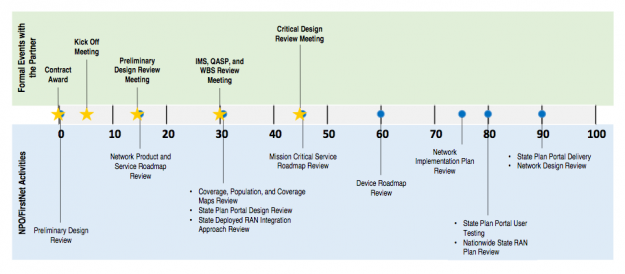 Formal Events with
the Partner
Critical Design
Review Meeting
Kick Off
Meeting
Contract
Award
Preliminary
Design Review
Meeting
IMS, QASP, and
WBS Review
Meeting
0 10 20 30 40 50 60 70 80 90 100
NPO/FirstNet Activities
Preliminary Design
Review
Network Product and
Service Roadmap
Review
• Coverage, Population, and Coverage
Maps Review
• State Plan Portal Design Review
• State Deployed RAN Integration
Approach Review
Mission Critical Service
Roadmap Review
Device Roadmap
Review
Network
Implementation Plan
Review
• State Plan Portal User
Testing
• Nationwide State RAN
Plan Review
• State Plan Portal Delivery
• Network Design Review